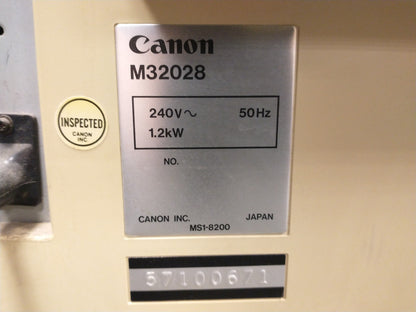 Canon
M32028
240V~ 50Hz
1.2kW
NO.
CANON INC. JAPAN
MS1-8200
INSPECTED
CANON
INC.
57100671